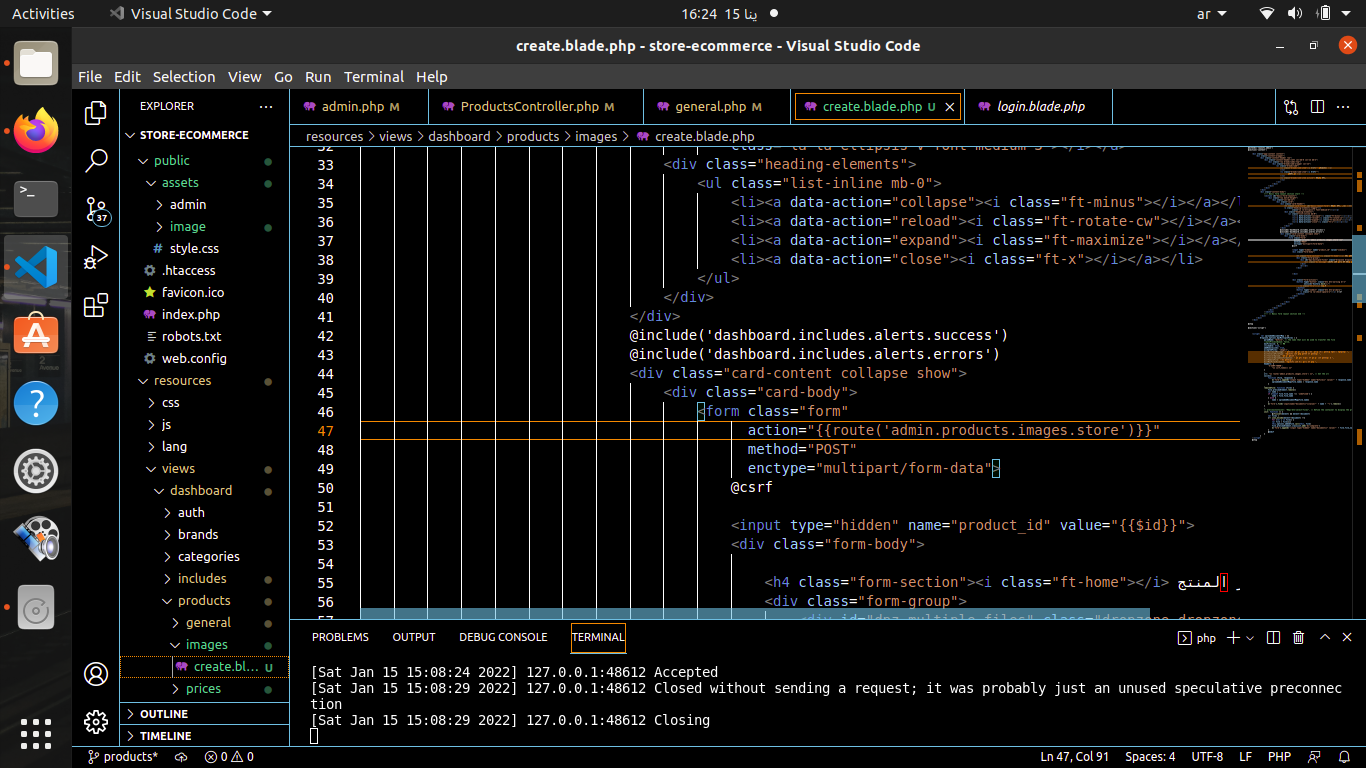 Activities
Visual Studio Code
16:24 15 ينا
ar
create.blade.php - store-ecommerce - Visual Studio Code
File Edit Selection View Go Run Terminal Help
EXPLORER
STORE-ECOMMERCE
public
assets
admin
image
style.css
.htaccess
favicon.ico
index.php
robots.txt
web.config
resources
css
js
lang
views
dashboard
auth
brands
categories
includes
products
general
images
create.bl... U
prices
OUTLINE
TIMELINE
37
admin.php M
ProductsController.php M
general.php M
create.blade.php U
login.blade.php
resources > views > dashboard > products > images > create.blade.php
33 <div class="heading-elements">
34 <ul class="list-inline mb-0">
35 <li><a data-action="collapse"><i class="ft-minus"></i></a></l
36 <li><a data-action="reload"><i class="ft-rotate-cw"></i></a><
37 <li><a data-action="expand"><i class="ft-maximize"></i></a></
38 <li><a data-action="close"><i class="ft-x"></i></a></li>
39 </ul>
40 </div>
41 </div>
42 @include('dashboard.includes.alerts.success')
43 @include('dashboard.includes.alerts.errors')
44 <div class="card-content collapse show">
45 <div class="card-body">
46 <form class="form"
47 action="{{route('admin.products.images.store')}}"
48 method="POST"
49 enctype="multipart/form-data">
50 @csrf
51
52 <input type="hidden" name="product_id" value="{{$id}}">
53 <div class="form-body">
54
55 <h4 class="form-section"><i class="ft-home"></i> المنتج
56 <div class="form-group">
PROBLEMS OUTPUT DEBUG CONSOLE TERMINAL
php
[Sat Jan 15 15:08:24 2022] 127.0.0.1:48612 Accepted
[Sat Jan 15 15:08:29 2022] 127.0.0.1:48612 Closed without sending a request; it was probably just an unused speculative preconnec
tion
[Sat Jan 15 15:08:29 2022] 127.0.0.1:48612 Closing
products* 0 0
Ln 47, Col 91 Spaces: 4 UTF-8 LF PHP